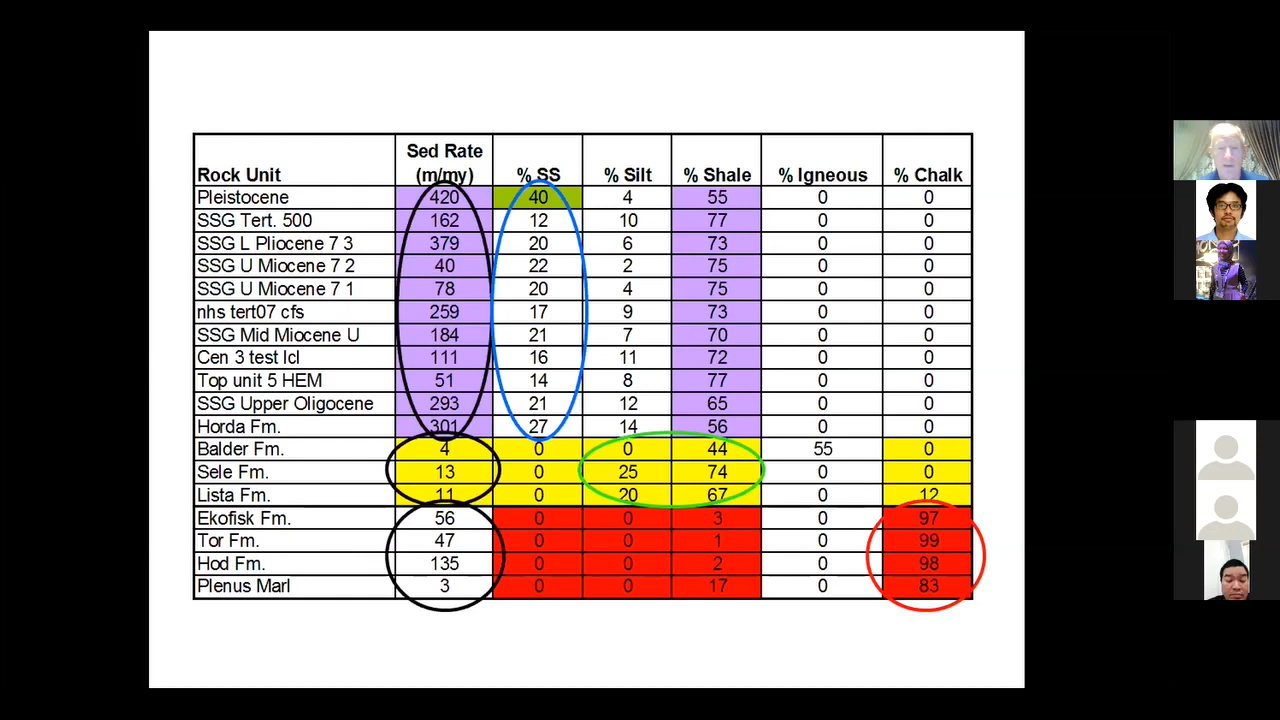 Sed Rate
Rock Unit (m/my) % SS % Silt % Shale % Igneous % Chalk
Pleistocene 420 40 4 55 0 0
SSG Tert. 500 162 12 10 77 0 0
SSG L Pliocene 7 3 379 20 6 73 0 0
SSG U Miocene 7 2 40 22 2 75 0 0
SSG U Miocene 7 1 78 20 4 75 0 0
nhs tert07 cfs 259 17 9 73 0 0
SSG Mid Miocene U 184 21 7 70 0 0
Cen 3 test lcl 111 16 11 72 0 0
Top unit 5 HEM 51 14 8 77 0 0
SSG Upper Oligocene 293 21 12 65 0 0
Horda Fm. 301 27 14 56 0 0
Balder Fm. 4 0 0 44 55 0
Sele Fm. 13 0 25 74 0 0
Lista Fm. 11 0 20 67 0 12
Ekofisk Fm. 56 0 0 3 0 97
Tor Fm. 47 0 0 1 0 99
Hod Fm. 135 0 0 2 0 98
Plenus Marl 3 0 0 17 0 83